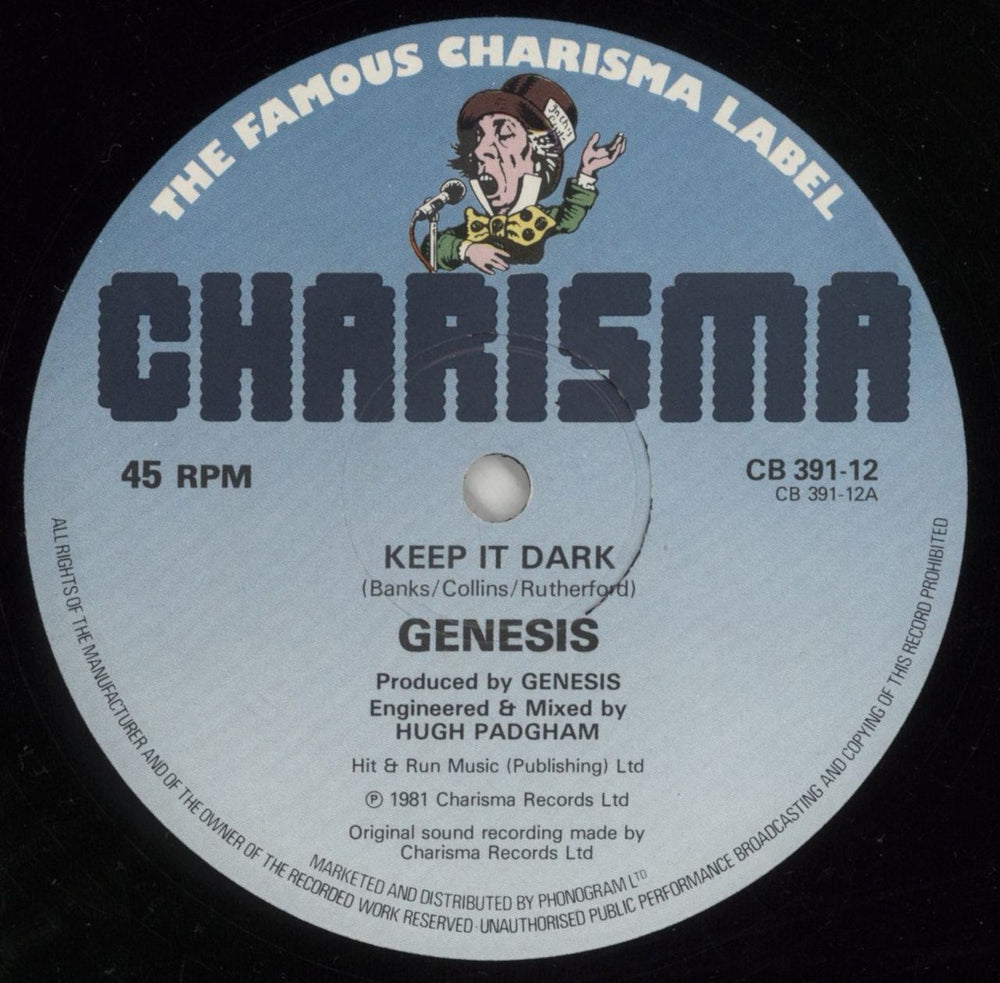 THE FAMOUS CHARISMA LABEL
In this
CHARISMA
45 RPM
CB 391-12
CB 391-12A
KEEP IT DARK
(Banks/Collins/Rutherford)
GENESIS
Produced by GENESIS
Engineered & Mixed by
HUGH PADGHAM
Hit & Run Music (Publishing) Ltd
℗ 1981 Charisma Records Ltd
Original sound recording made by
Charisma Records Ltd
MARKETED AND DISTRIBUTED BY PHONOGRAM LTD
ALL RIGHTS OF THE MANUFACTURER AND OF THE OWNER OF THE RECORDED WORK RESERVED·UNAUTHORISED PUBLIC PERFORMANCE BROADCASTING AND COPYING OF THIS RECORD PROHIBITED